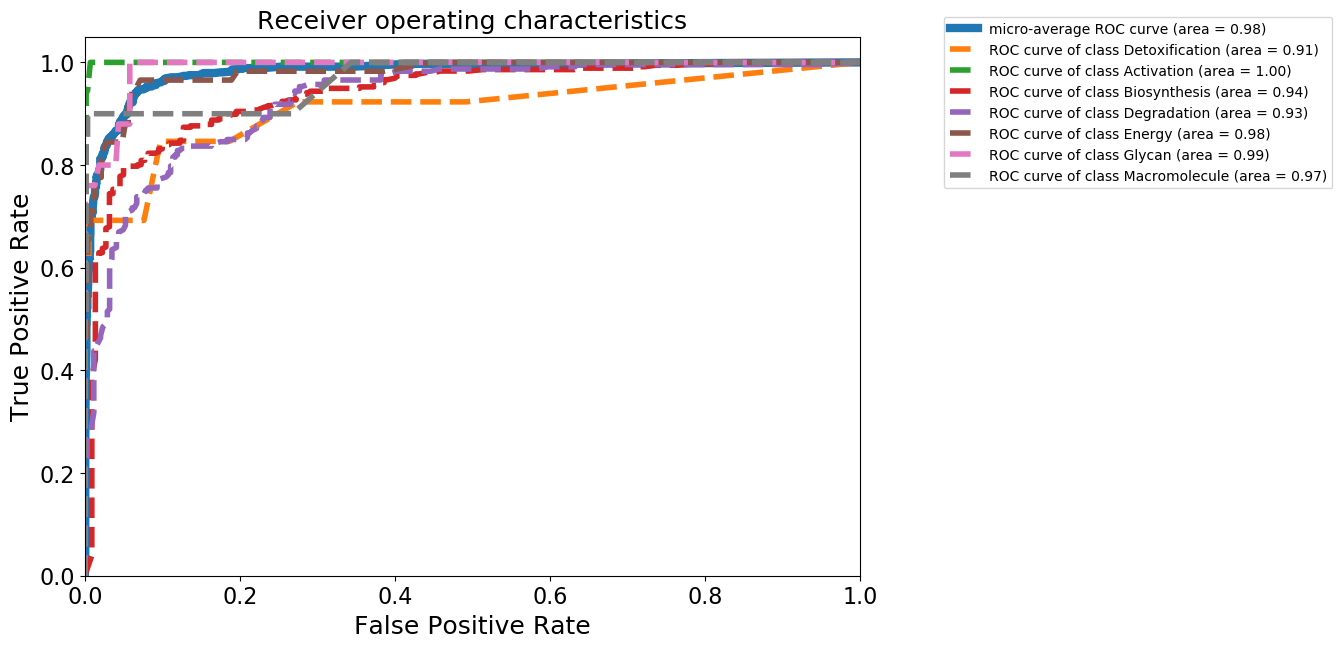 Receiver operating characteristics
micro-average ROC curve (area = 0.98)
ROC curve of class Detoxification (area = 0.91)
ROC curve of class Activation (area = 1.00)
ROC curve of class Biosynthesis (area = 0.94)
ROC curve of class Degradation (area = 0.93)
ROC curve of class Energy (area = 0.98)
ROC curve of class Glycan (area = 0.99)
ROC curve of class Macromolecule (area = 0.97)
True Positive Rate
1.0
0.8
0.6
0.4
0.2
0.0
0.0 0.2 0.4 0.6 0.8 1.0
False Positive Rate